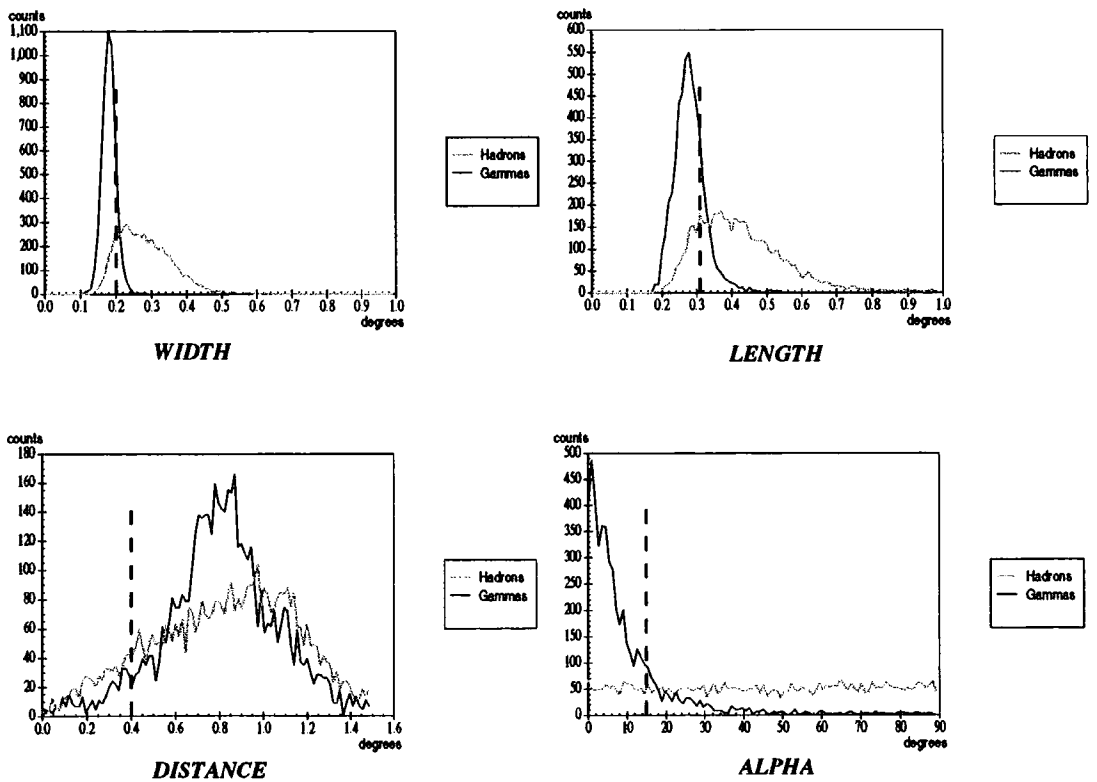 counts
1,100
1,000
900
800
700
600
500
400
300
200
100
0
0.0 0.1 0.2 0.3 0.4 0.5 0.6 0.7 0.8 0.9 1.0
degrees
WIDTH
Hadrons
Gammas
counts
600
550
500
450
400
350
300
250
200
150
100
50
0
0.0 0.1 0.2 0.3 0.4 0.5 0.6 0.7 0.8 0.9 1.0
degrees
LENGTH
Hadrons
Gammas
counts
180
160
140
120
100
80
60
40
20
0
0.0 0.2 0.4 0.6 0.8 1.0 1.2 1.4 1.6
degrees
DISTANCE
Hadrons
Gammas
counts
500
450
400
350
300
250
200
150
100
50
0
0 10 20 30 40 50 60 70 80 90
degrees
ALPHA
Hadrons
Gammas